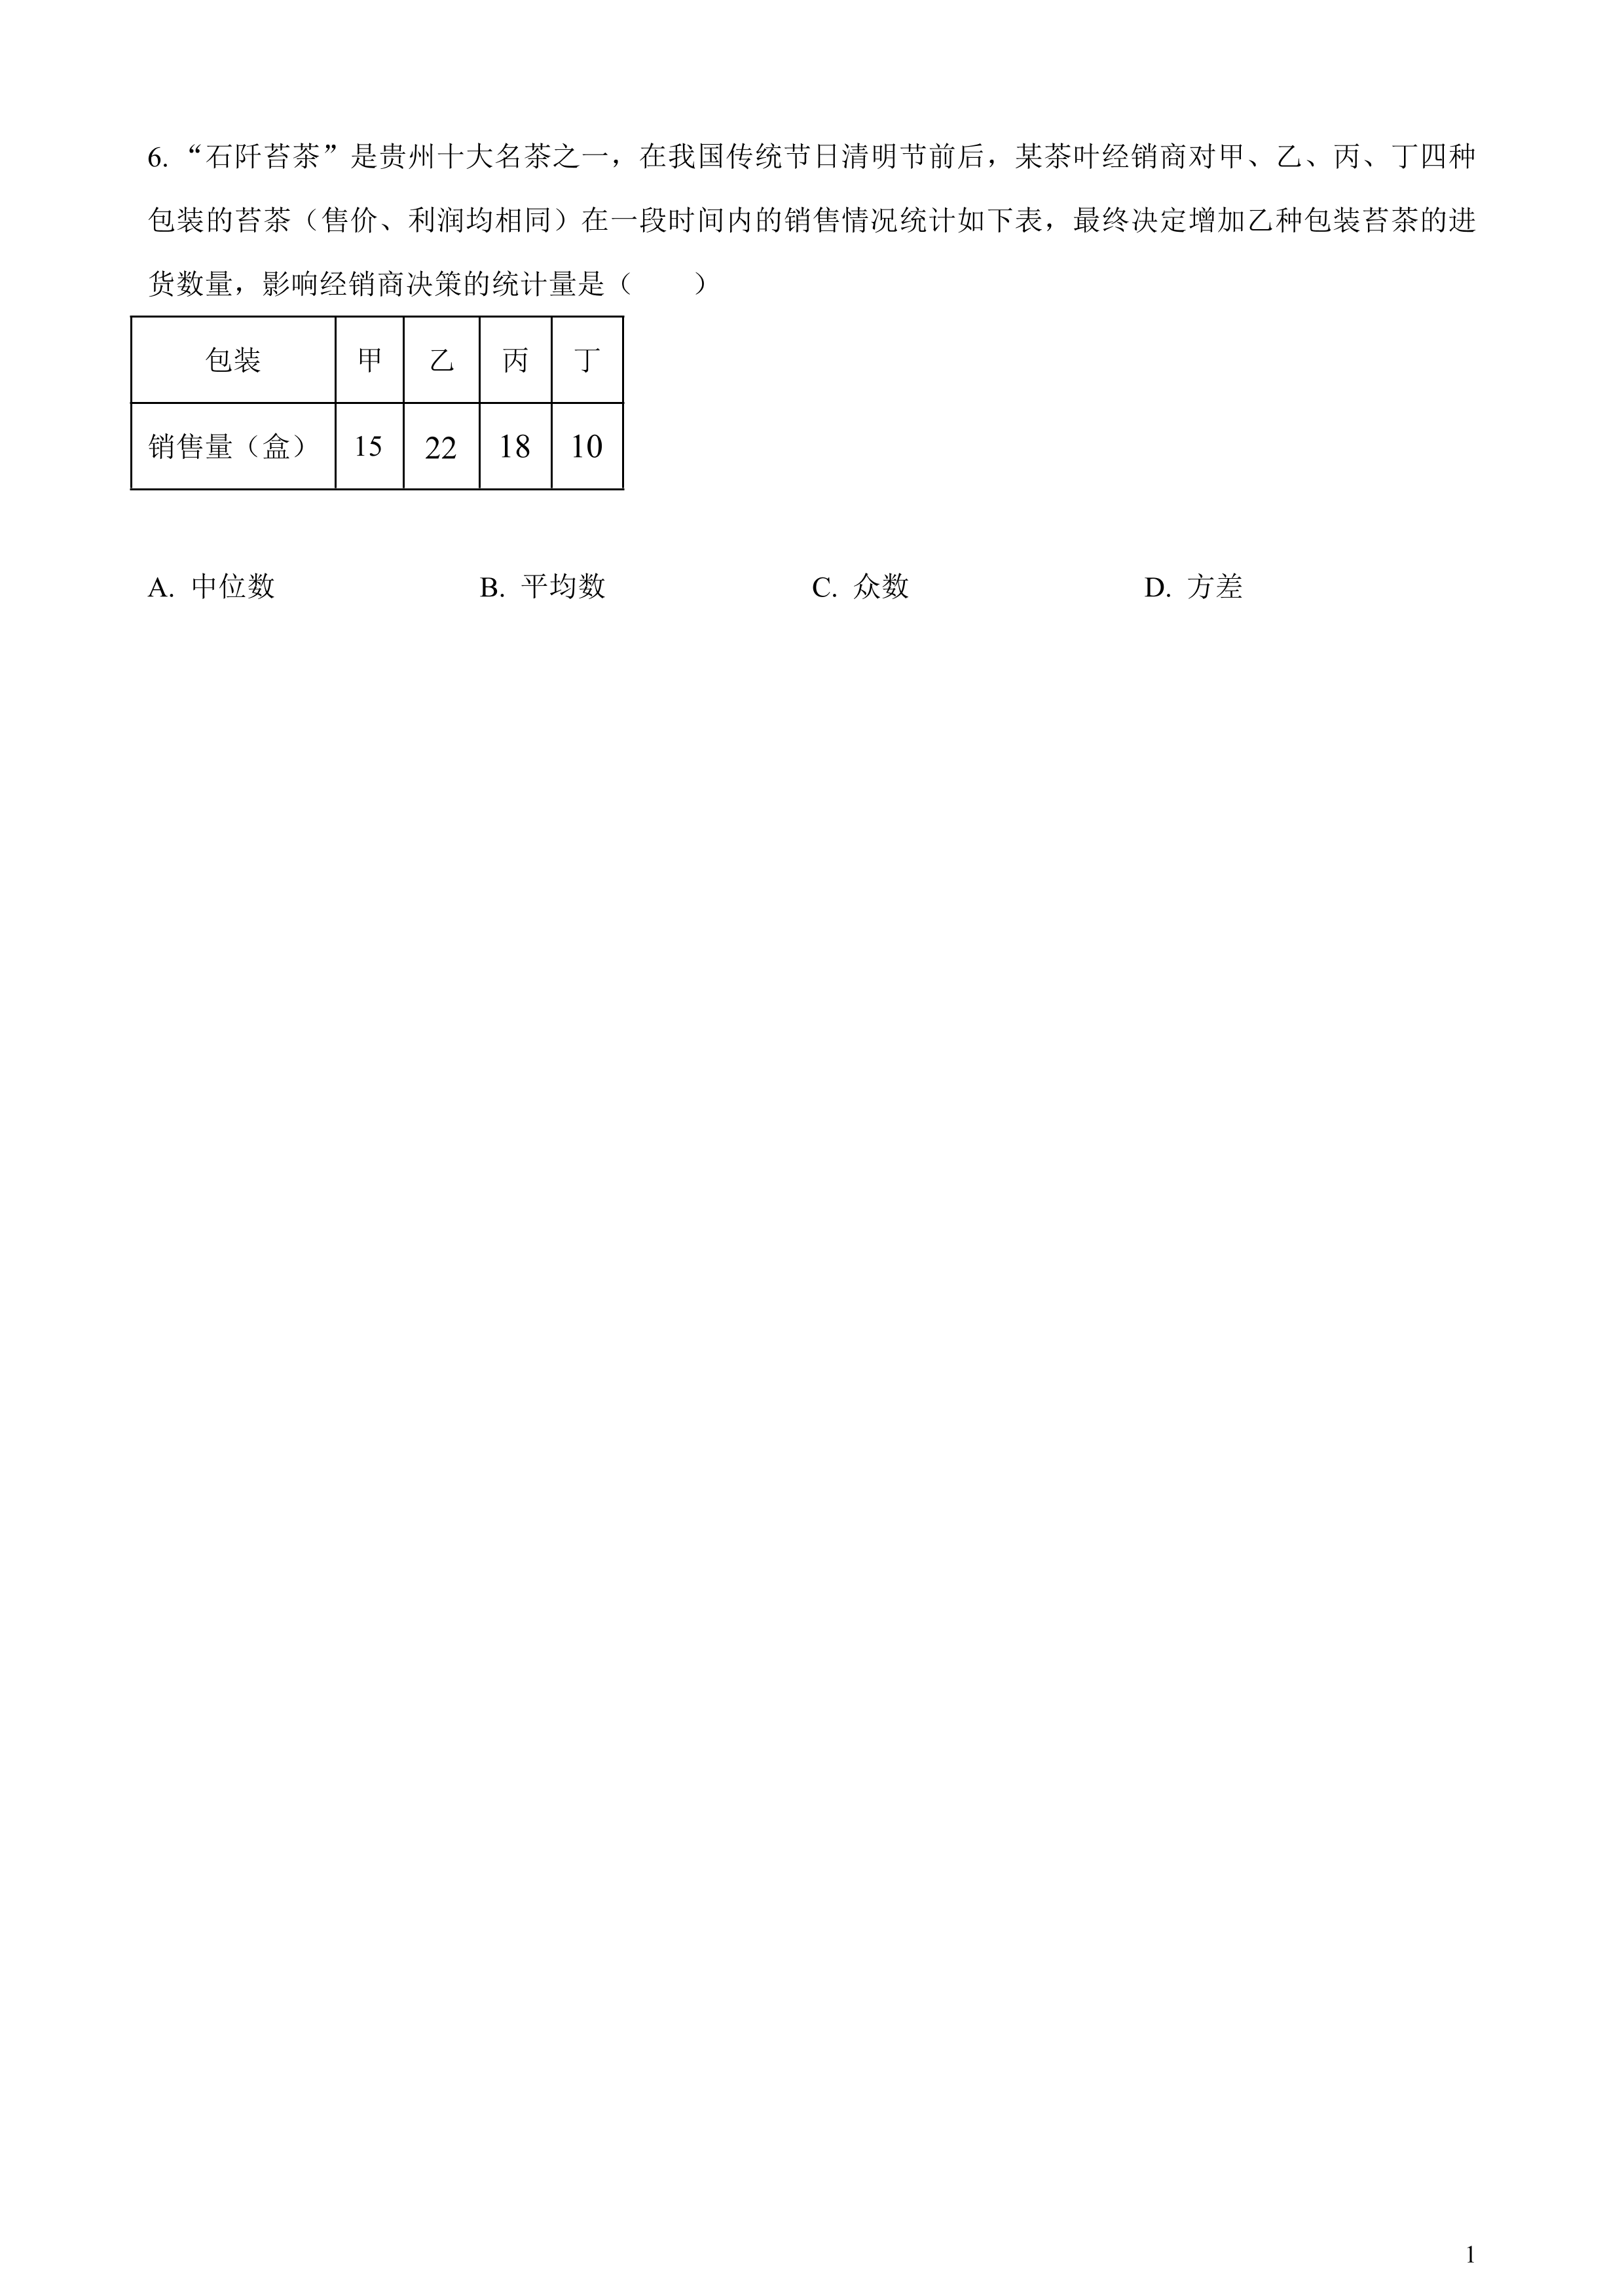 6. “石阡苔茶”是贵州十大名茶之一，在我国传统节日清明节前后，某茶叶经销商对甲、乙、丙、丁四种
包装的苔茶（售价、利润均相同）在一段时间内的销售情况统计如下表，最终决定增加乙种包装苔茶的进
货数量，影响经销商决策的统计量是（　　）
包装 甲 乙 丙 丁
销售量（盒） 15 22 18 10
A. 中位数 B. 平均数 C. 众数 D. 方差
1